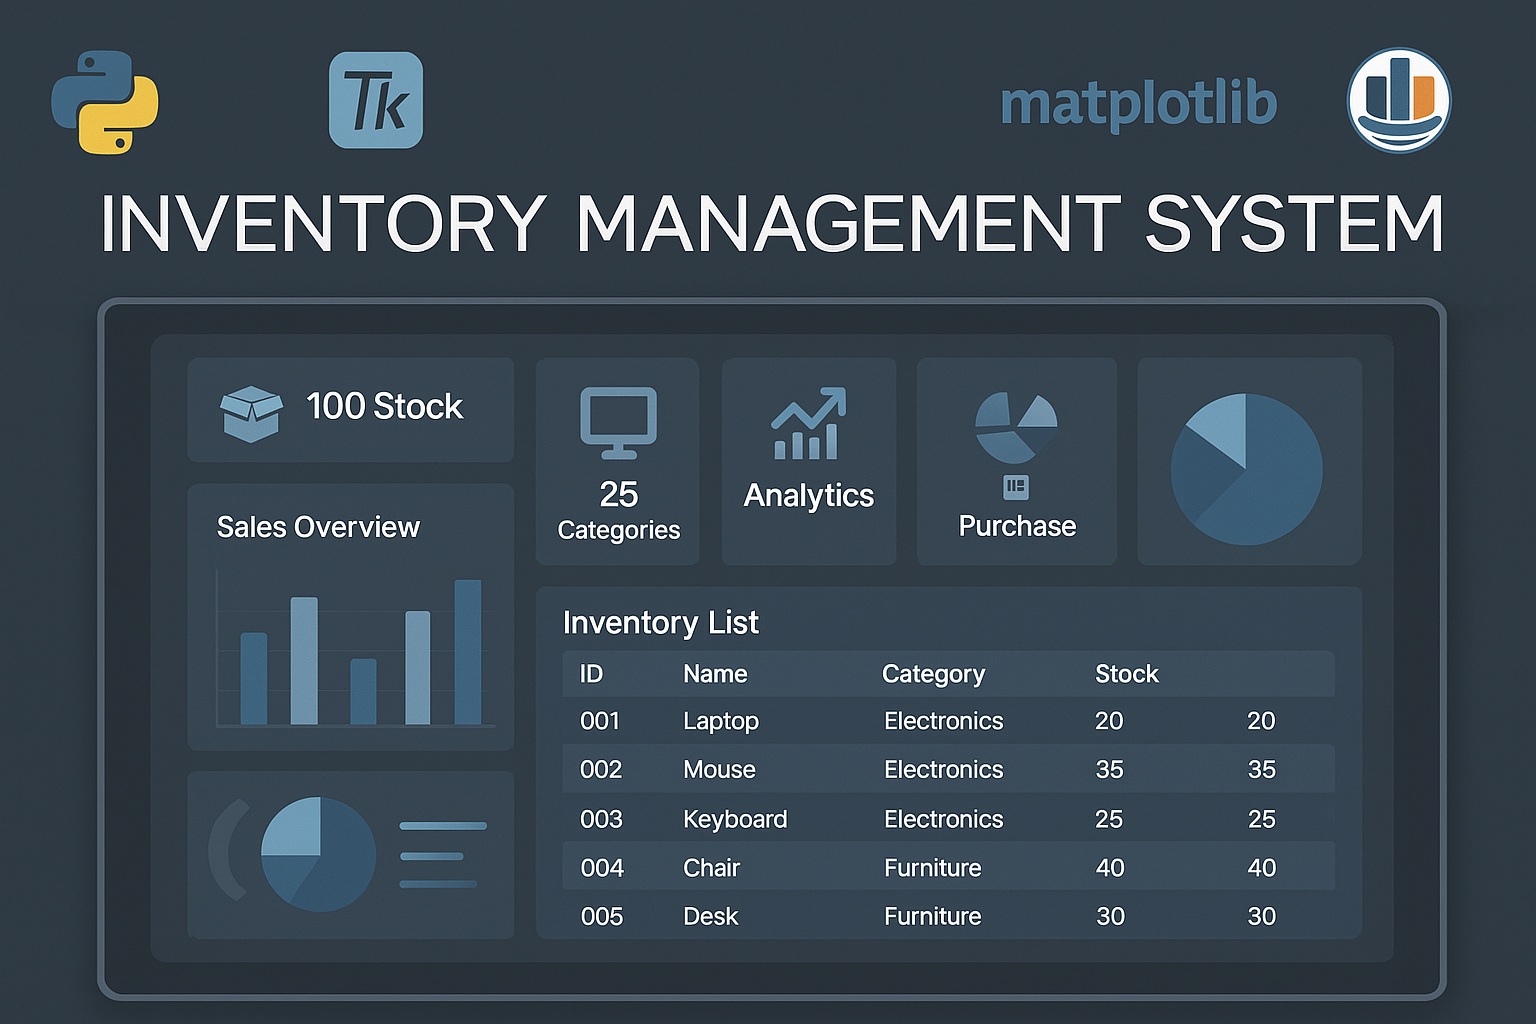 Tk
matplotlib
INVENTORY MANAGEMENT SYSTEM
100 Stock
25
Categories
Analytics
Purchase
Sales Overview
Inventory List
ID Name Category Stock
001 Laptop Electronics 20 20
002 Mouse Electronics 35 35
003 Keyboard Electronics 25 25
004 Chair Furniture 40 40
005 Desk Furniture 30 30